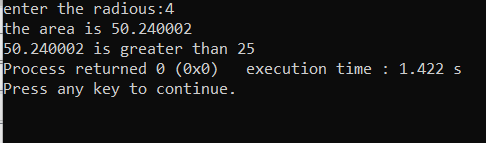 enter the radious:4
the area is 50.240002
50.240002 is greater than 25
Process returned 0 (0x0)   execution time : 1.422 s
Press any key to continue.